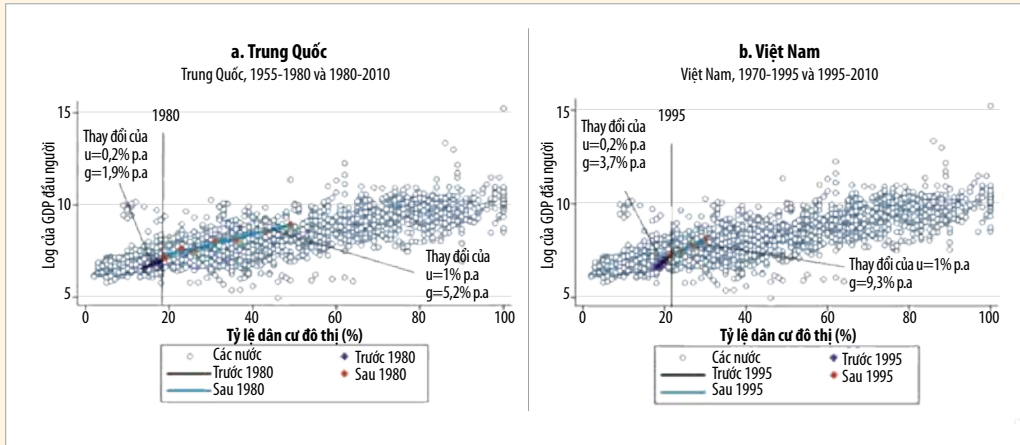 a. Trung Quốc
Trung Quốc, 1955-1980 và 1980-2010
Log của GDP đầu người
15
10
5
1980
Thay đổi của
u=0,2% p.a
g=1,9% p.a
Thay đổi của
u=1% p.a
g=5,2% p.a
0 20 40 60 80 100
Tỷ lệ dân cư đô thị (%)
Các nước
Trước 1980
Trước 1980
Sau 1980
Sau 1980
b. Việt Nam
Việt Nam, 1970-1995 và 1995-2010
Log của GDP đầu người
15
10
5
1995
Thay đổi của
u=0,2% p.a
g=3,7% p.a
Thay đổi của u=1% p.a
g=9,3% p.a
0 20 40 60 80 100
Tỷ lệ dân cư đô thị (%)
Các nước
Trước 1995
Trước 1995
Sau 1995
Sau 1995